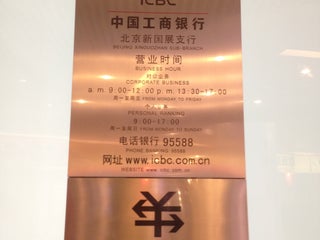 ICBC
中国工商银行
北京新国展支行
BEIJING XINGUOZHAN SUB-BRANCH
营业时间
BUSINESS HOUR
对公业务
CORPORATE BUSINESS
a.m. 9:00-12:00 p.m. 13:30-17:00
周一至周五 FROM MONDAY TO FRIDAY
个人业务
PERSONAL BANKING
9:00-17:00
周一至周日 FROM MONDAY TO SUNDAY
电话银行 95588
PHONE BANKING 95588
网址 www.icbc.com.cn
WEBSITE www.icbc.com.cn